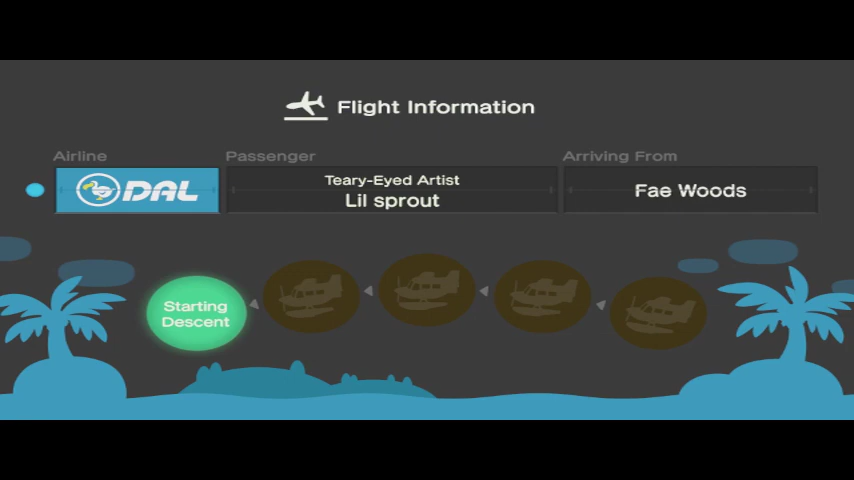 Flight Information
Airline
Passenger
Arriving From
DAL
Teary-Eyed Artist
Lil sprout
Fae Woods
Starting
Descent